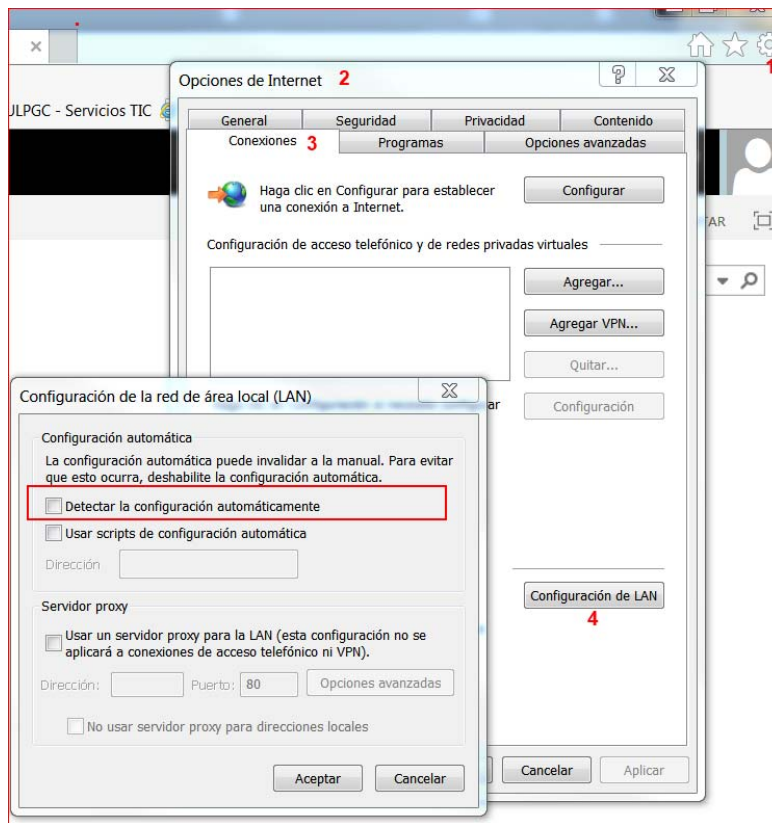 1
Opciones de Internet 2
ULPGC - Servicios TIC
General Seguridad Privacidad Contenido
Conexiones 3 Programas Opciones avanzadas
Haga clic en Configurar para establecer
una conexión a Internet.
Configurar
TAR
Configuración de acceso telefónico y de redes privadas virtuales
Agregar...
Agregar VPN...
Quitar...
Configuración
ar
Configuración de la red de área local (LAN)
Configuración automática
La configuración automática puede invalidar a la manual. Para evitar
que esto ocurra, deshabilite la configuración automática.
Detectar la configuración automáticamente
Usar scripts de configuración automática
Dirección
Configuración de LAN
4
Servidor proxy
Usar un servidor proxy para la LAN (esta configuración no se
aplicará a conexiones de acceso telefónico ni VPN).
Dirección: Puerto: 80 Opciones avanzadas
No usar servidor proxy para direcciones locales
Aceptar Cancelar
Cancelar Aplicar